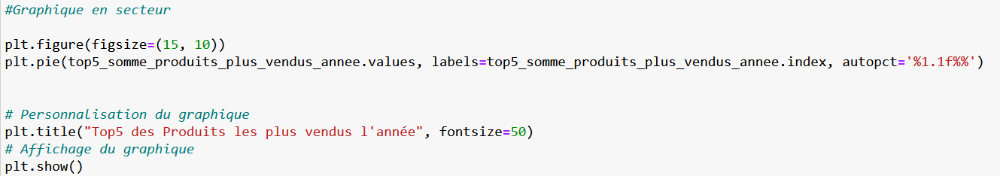 #Graphique en secteur
plt.figure(figsize=(15, 10))
plt.pie(top5_somme_produits_plus_vendus_annee.values, labels=top5_somme_produits_plus_vendus_annee.index, autopct='%1.1f%%')
# Personnalisation du graphique
plt.title("Top5 des Produits les plus vendus l'année", fontsize=50)
# Affichage du graphique
plt.show()